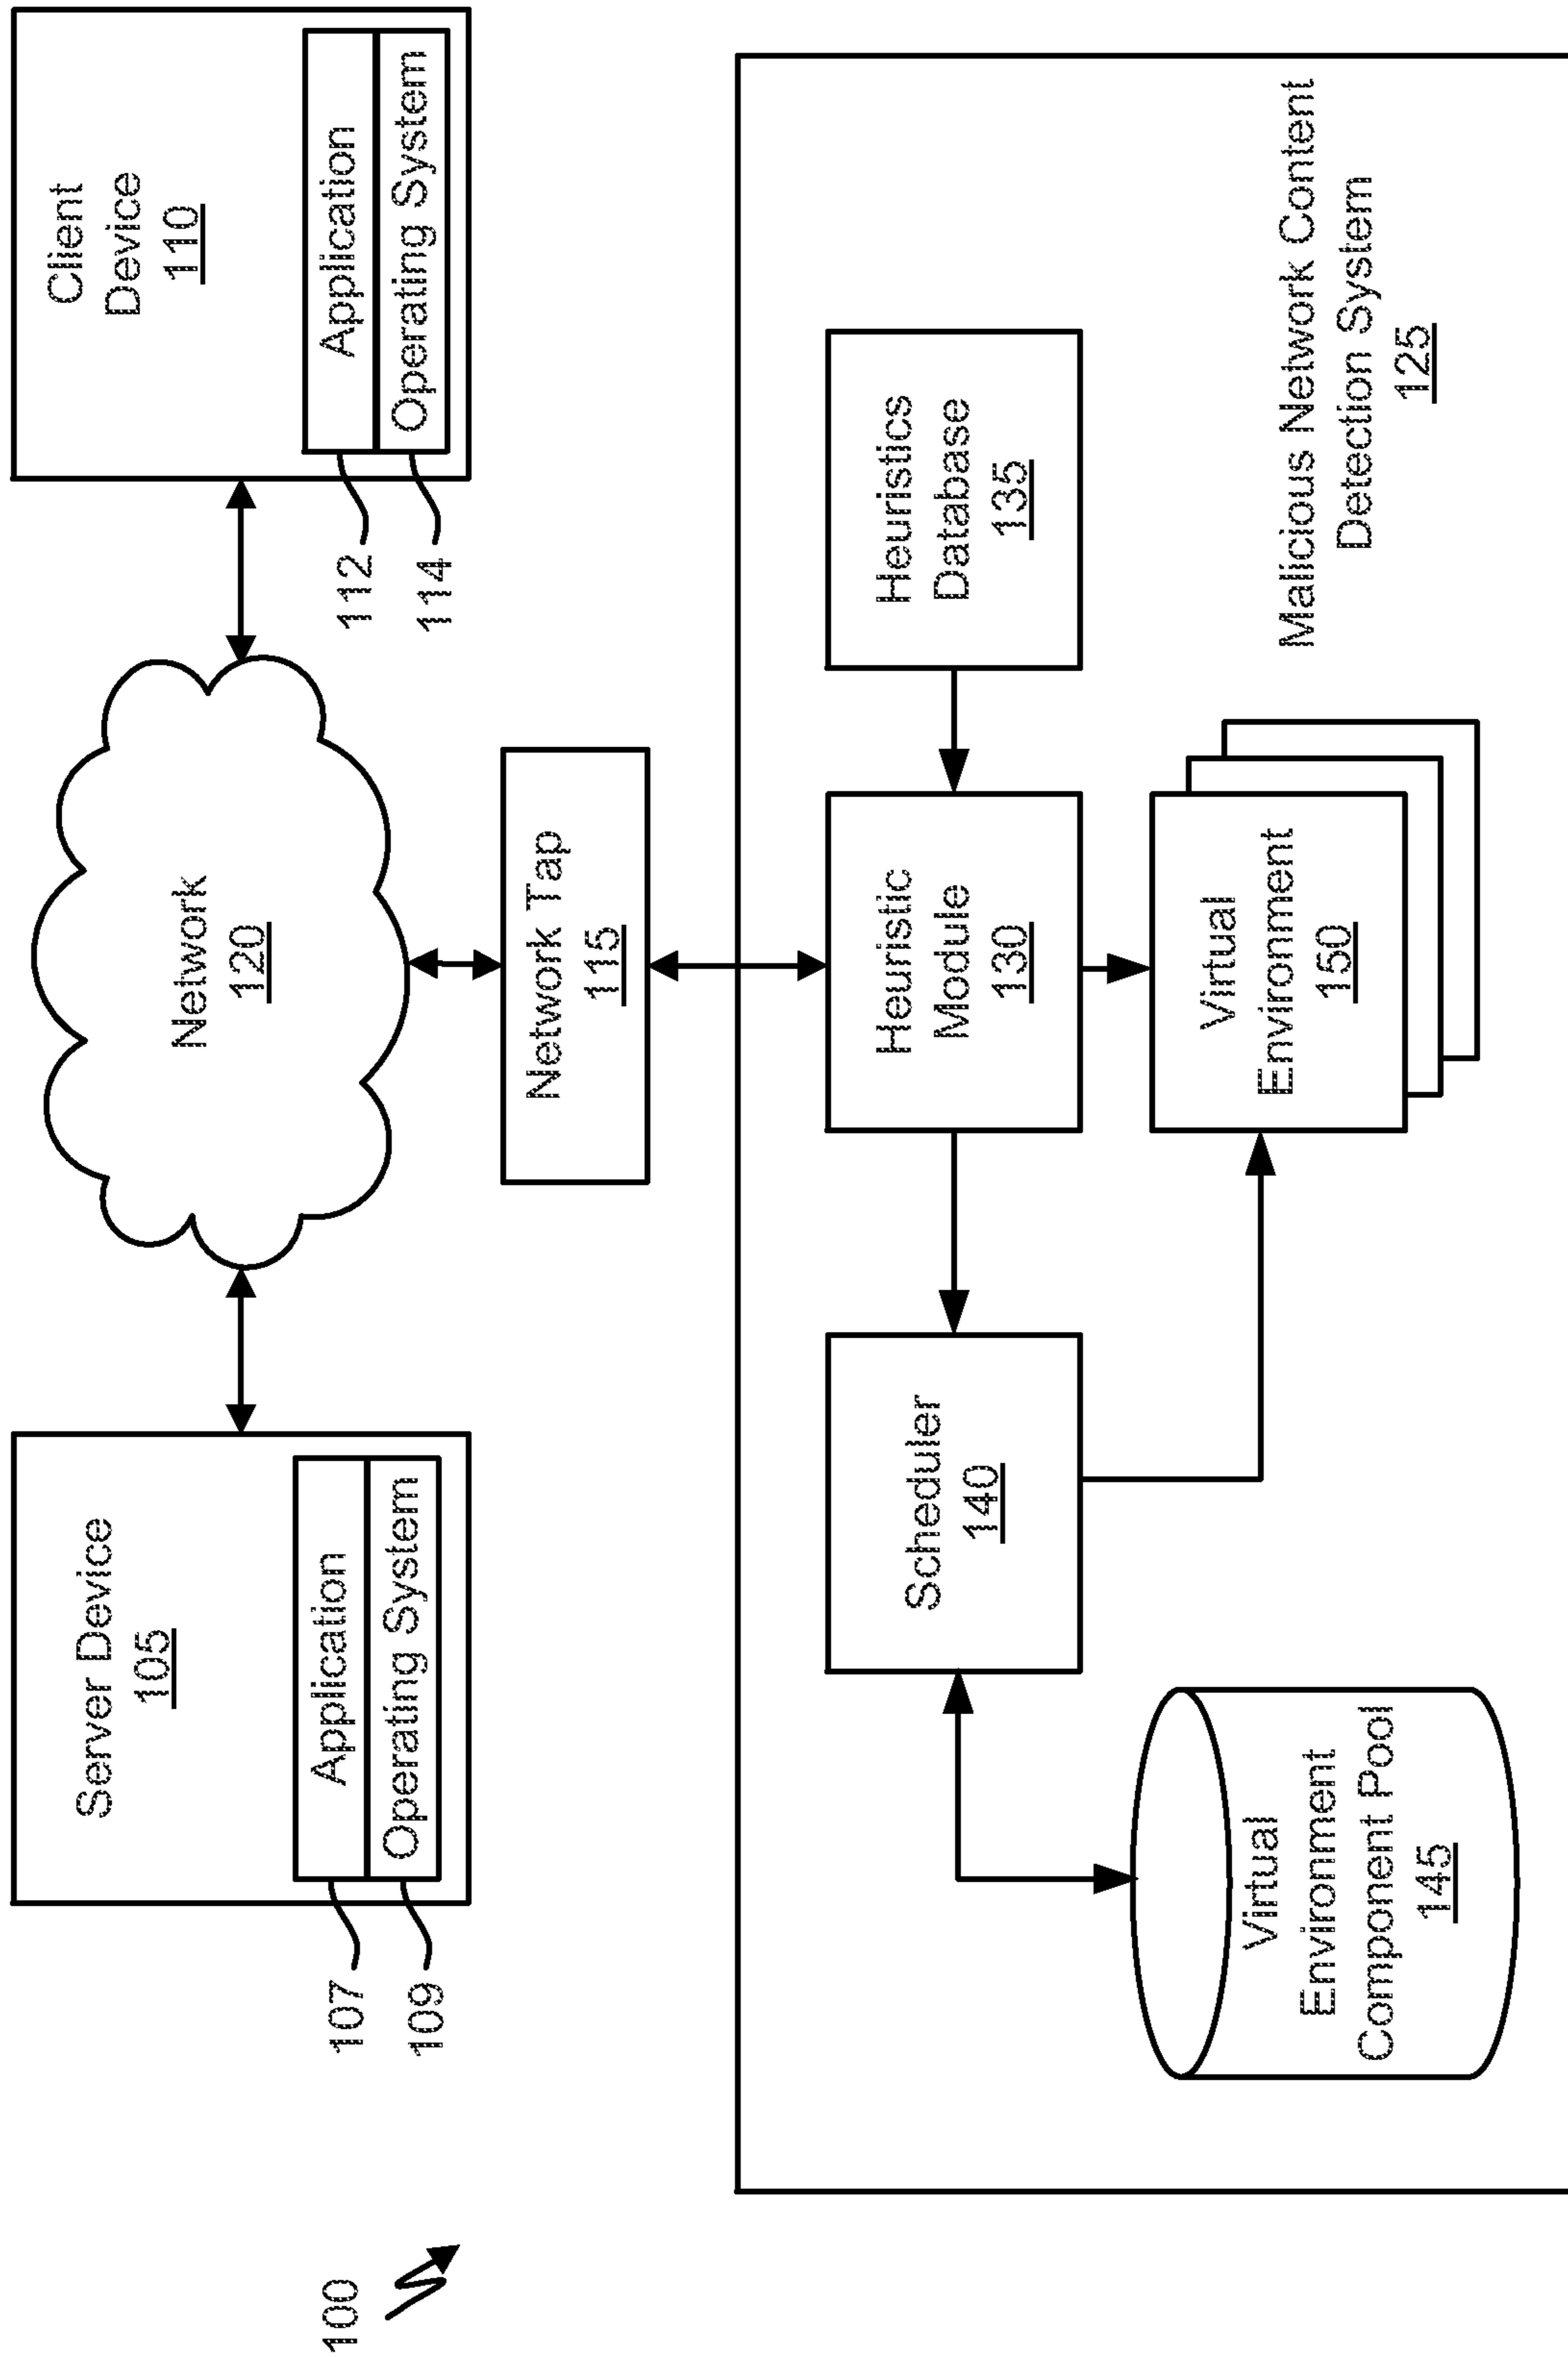 100
Server Device
105
Application
Operating System
107
109
Network
120
Client
Device
110
Application
Operating System
112
114
Network Tap
115
Scheduler
140
Heuristic
Module
130
Heuristics
Database
135
Virtual
Environment
Component Pool
145
Virtual
Environment
150
Malicious Network Content
Detection System
125